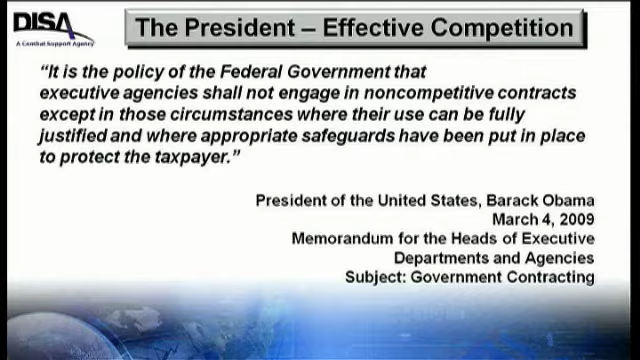 DISA
A Combat Support Agency
The President – Effective Competition
“It is the policy of the Federal Government that
executive agencies shall not engage in noncompetitive contracts
except in those circumstances where their use can be fully
justified and where appropriate safeguards have been put in place
to protect the taxpayer.”
President of the United States, Barack Obama
March 4, 2009
Memorandum for the Heads of Executive
Departments and Agencies
Subject: Government Contracting